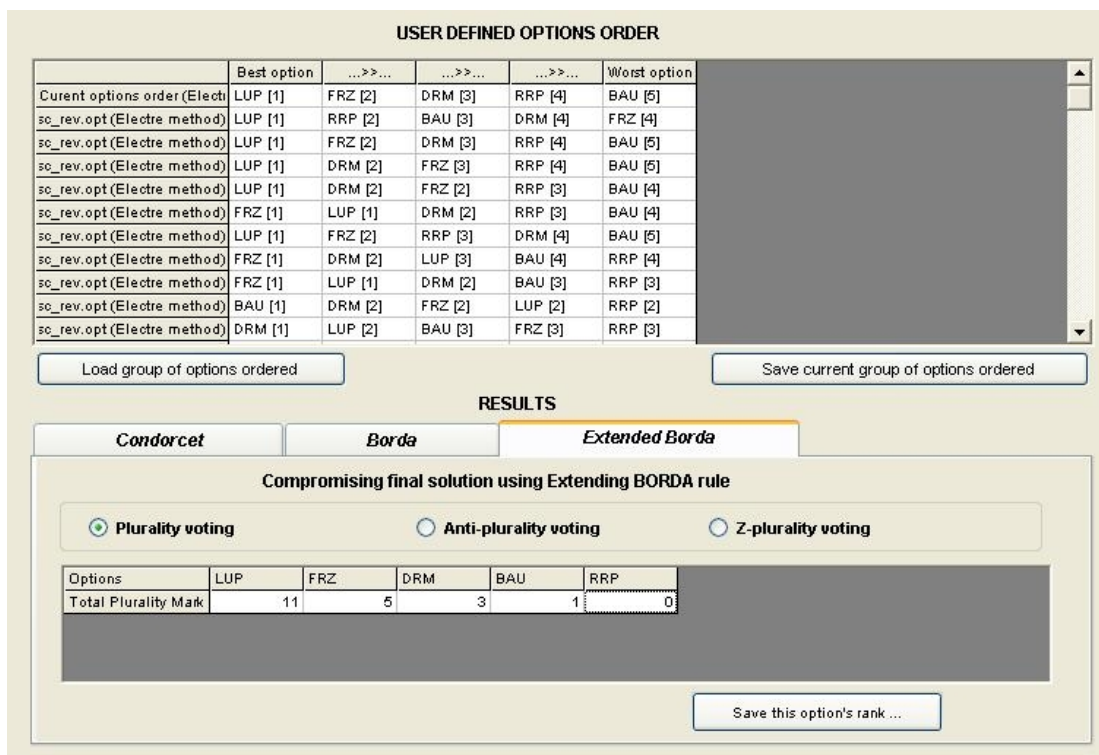 USER DEFINED OPTIONS ORDER
Best option ...>>... ...>>... ...>>... Worst option
Curent options order (Electr LUP [1] FRZ [2] DRM [3] RRP [4] BAU [5]
sc_rev.opt (Electre method) LUP [1] RRP [2] BAU [3] DRM [4] FRZ [4]
sc_rev.opt (Electre method) LUP [1] FRZ [2] DRM [3] RRP [4] BAU [5]
sc_rev.opt (Electre method) LUP [1] DRM [2] FRZ [3] RRP [4] BAU [5]
sc_rev.opt (Electre method) LUP [1] DRM [2] FRZ [2] RRP [3] BAU [4]
sc_rev.opt (Electre method) FRZ [1] LUP [1] DRM [2] RRP [3] BAU [4]
sc_rev.opt (Electre method) LUP [1] FRZ [2] RRP [3] DRM [4] BAU [5]
sc_rev.opt (Electre method) FRZ [1] DRM [2] LUP [3] BAU [4] RRP [4]
sc_rev.opt (Electre method) FRZ [1] LUP [1] DRM [2] BAU [3] RRP [3]
sc_rev.opt (Electre method) BAU [1] DRM [2] FRZ [2] LUP [2] RRP [2]
sc_rev.opt (Electre method) DRM [1] LUP [2] BAU [3] FRZ [3] RRP [3]
Load group of options ordered Save current group of options ordered
RESULTS
Condorcet Borda Extended Borda
Compromising final solution using Extending BORDA rule
Plurality voting Anti-plurality voting Z-plurality voting
Options LUP FRZ DRM BAU RRP
Total Plurality Mark 11 5 3 1 0
Save this option's rank ...